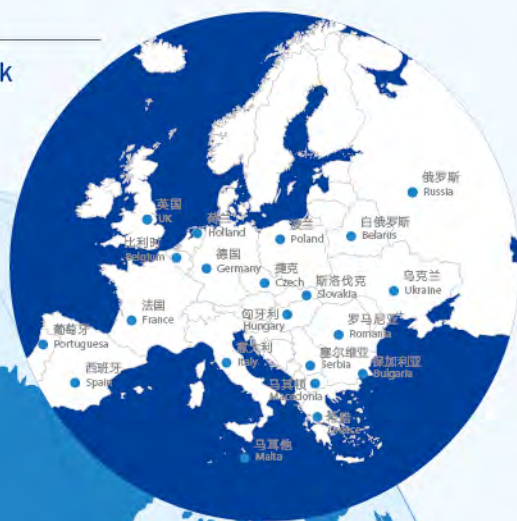 k
俄罗斯
Russia
英国
UK
荷兰
Holland
波兰
Poland
白俄罗斯
Belarus
比利时
Belgium
德国
Germany
捷克
Czech
斯洛伐克
Slovakia
乌克兰
Ukraine
法国
France
匈牙利
Hungary
罗马尼亚
Romania
葡萄牙
Portuguesa
意大利
Italy
塞尔维亚
Serbia
保加利亚
Bulgaria
西班牙
Spain
马其顿
Macedonia
希腊
Greece
马耳他
Malta